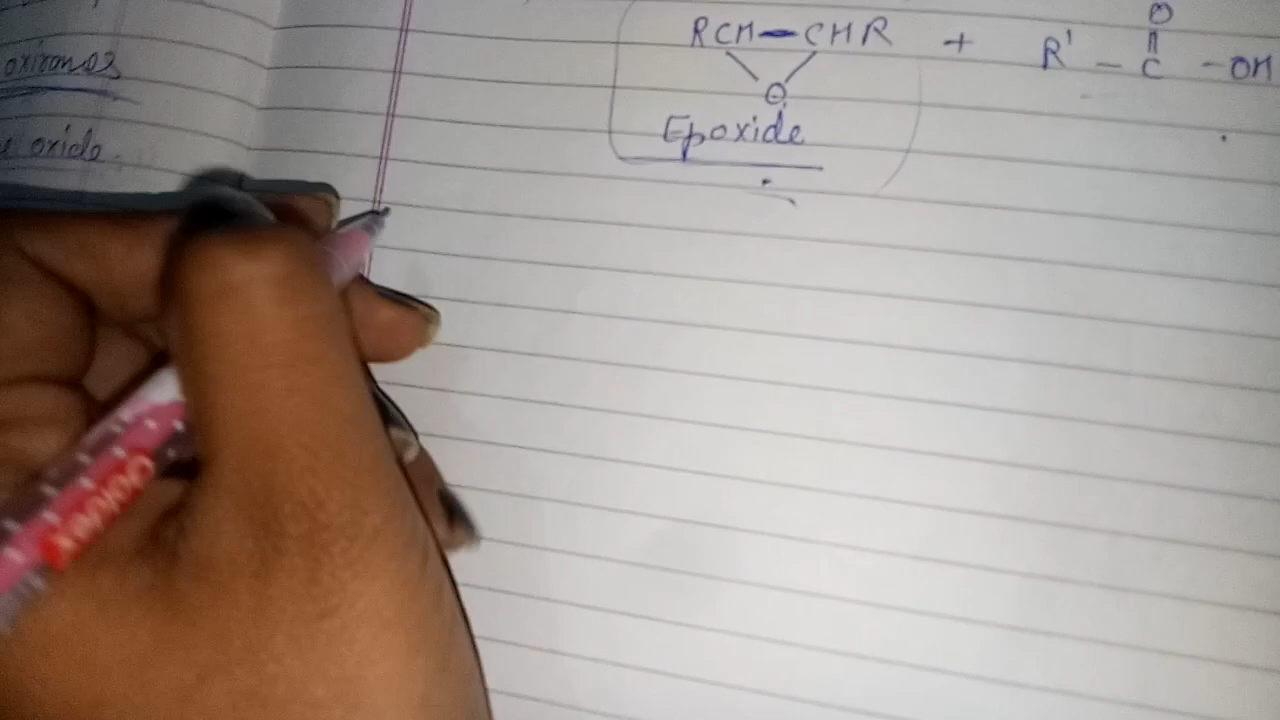 oxiranes
oxide.
O
RCH — CHR + R' - C - OH
O
Epoxide